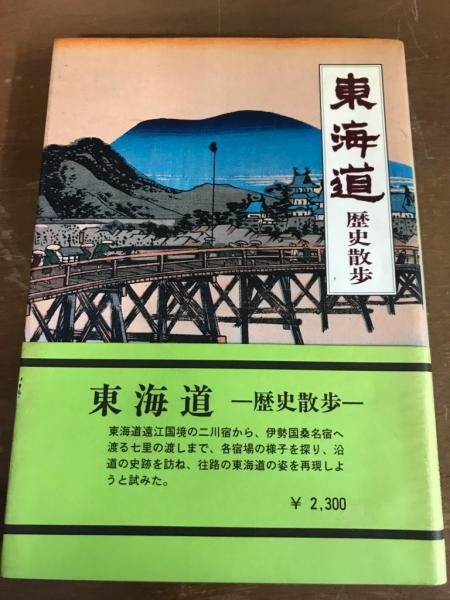 東海道
歴史散歩
東海道 ―歴史散歩―
東海道遠江国境の二川宿から、伊勢国桑名宿へ
渡る七里の渡しまで、各宿場の様子を探り、沿
道の史跡を訪ね、往路の東海道の姿を再現しよ
うと試みた。
¥ 2,300